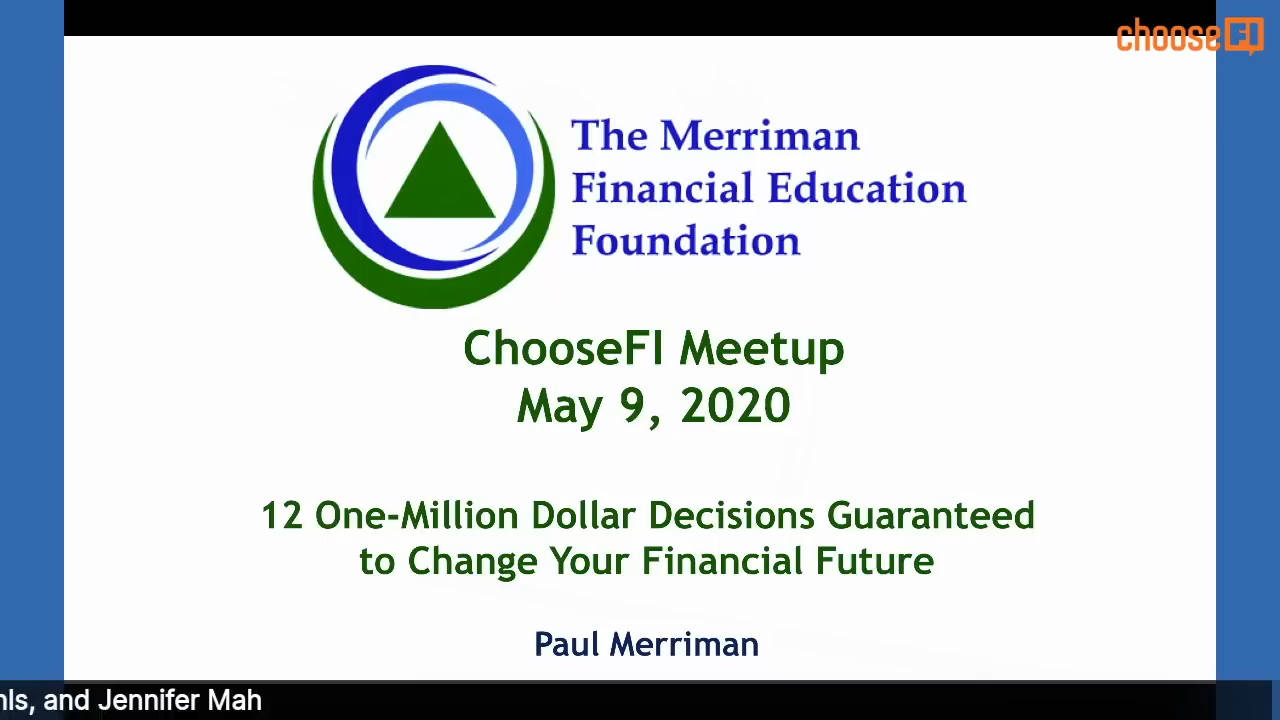 chooseFI
The Merriman
Financial Education
Foundation
ChooseFI Meetup
May 9, 2020
12 One-Million Dollar Decisions Guaranteed
to Change Your Financial Future
Paul Merriman
and Jennifer Mah